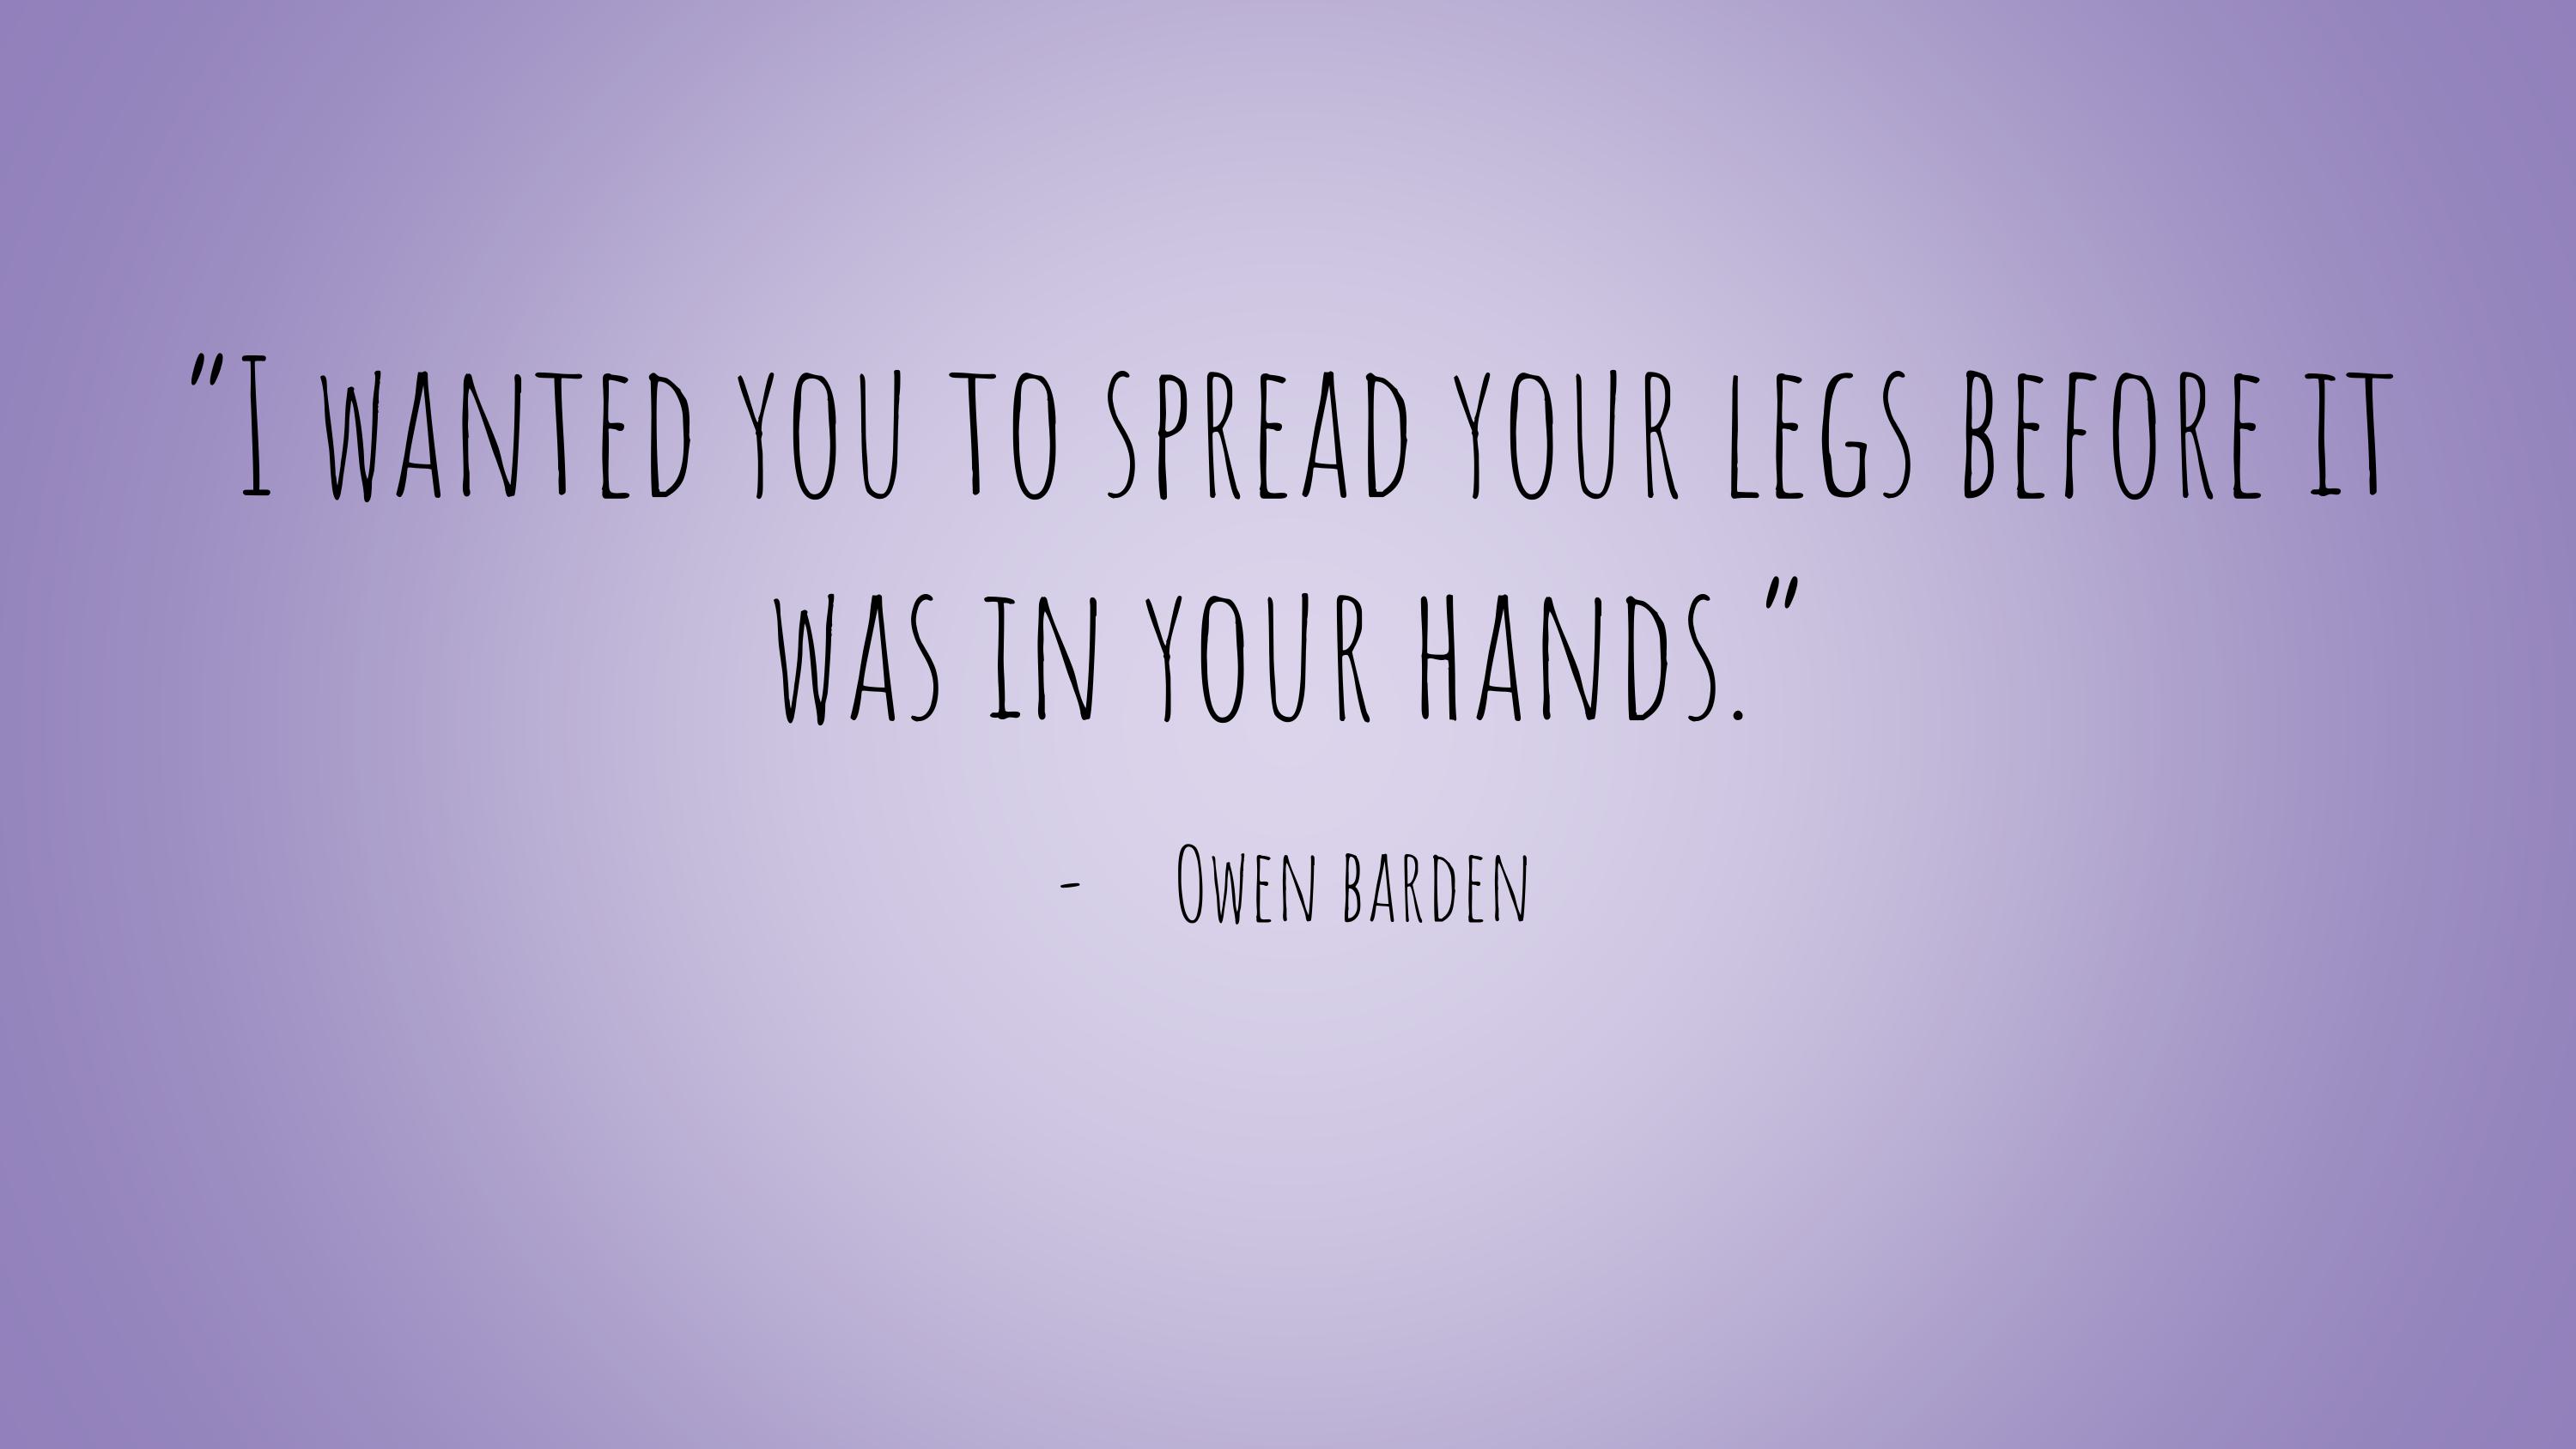 "I wanted you to spread your legs before it
was in your hands."
- Owen Barden